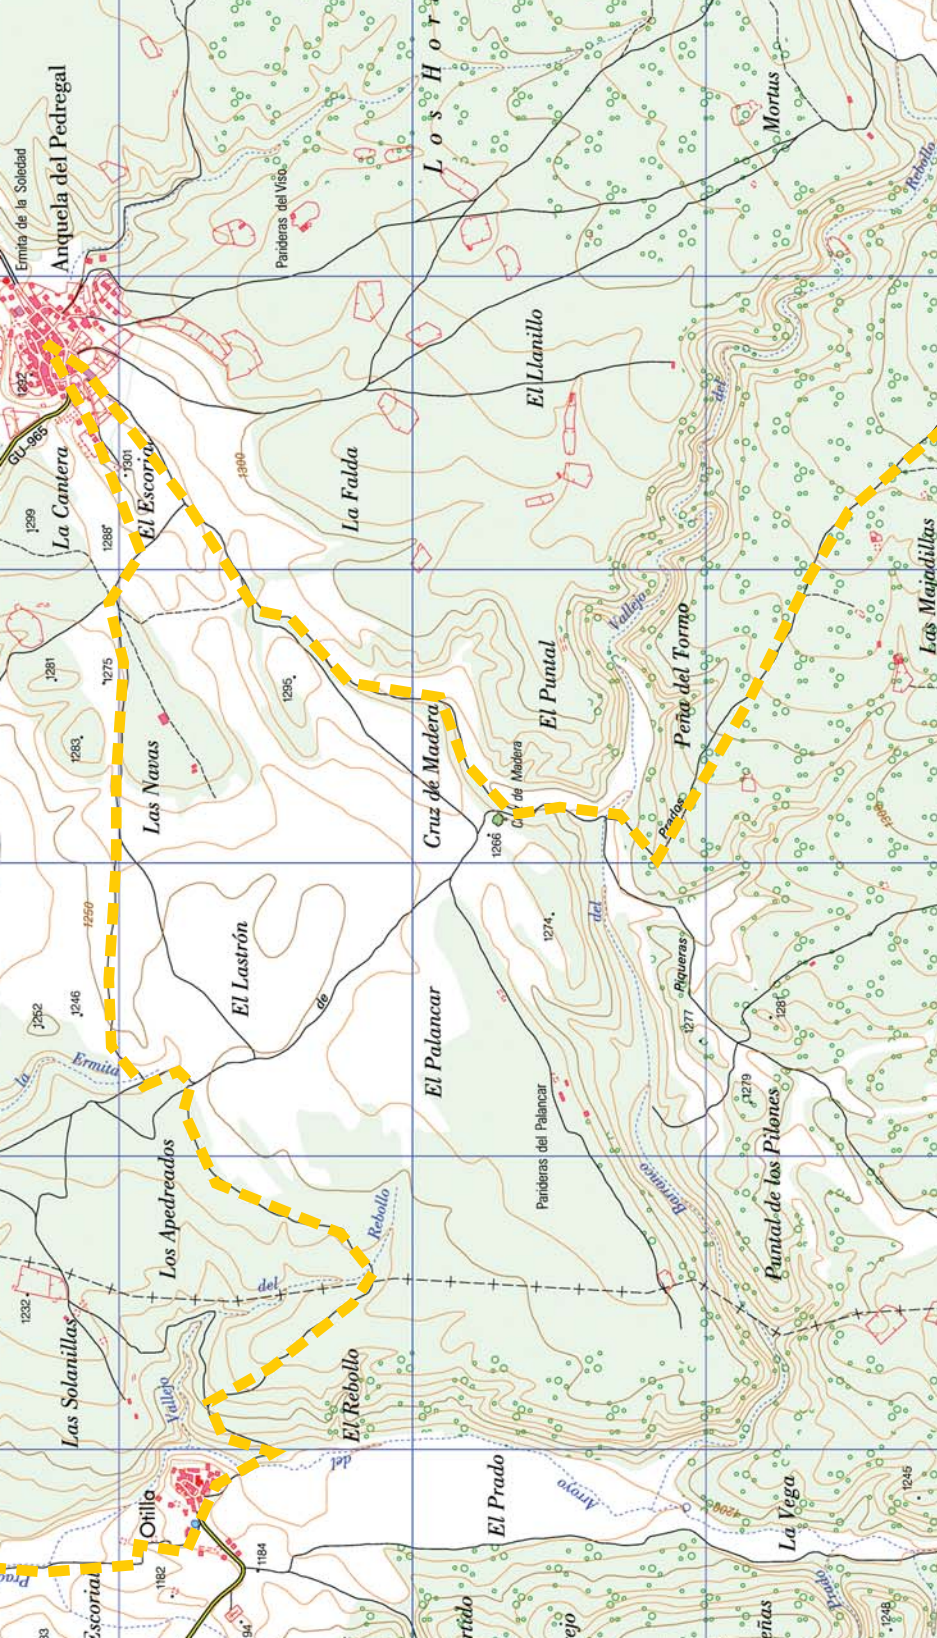 Ermita de la Soledad
Anquela del Pedregal
Parideras del Viso
Los Hor
Mortus
Rebollo
1292
GU-965
La Cantera
1299
1301
El Escorial
1288
1300
La Falda
El Llanillo
del
Las Majadillas
Vallejo
Peña del Tormo
El Puntal
1281
1275
1295
1283
Las Navas
Cruz de Madera
de Madera
1266
Prados
1300
1250
El Lastrón
1274
del
Piqueras
1252
1246
de
1277
1281
la
Ermita
El Palancar
Parideras del Palancar
1279
Puntal de los Pilones
Barranco
Los Apedreados
Rebollo
del
1232
Las Solanillas
Vallejo
El Rebollo
del
El Prado
Arroyo
1200
La Vega
1245
Otilla
1184
1182
Escorial
Prado
1248